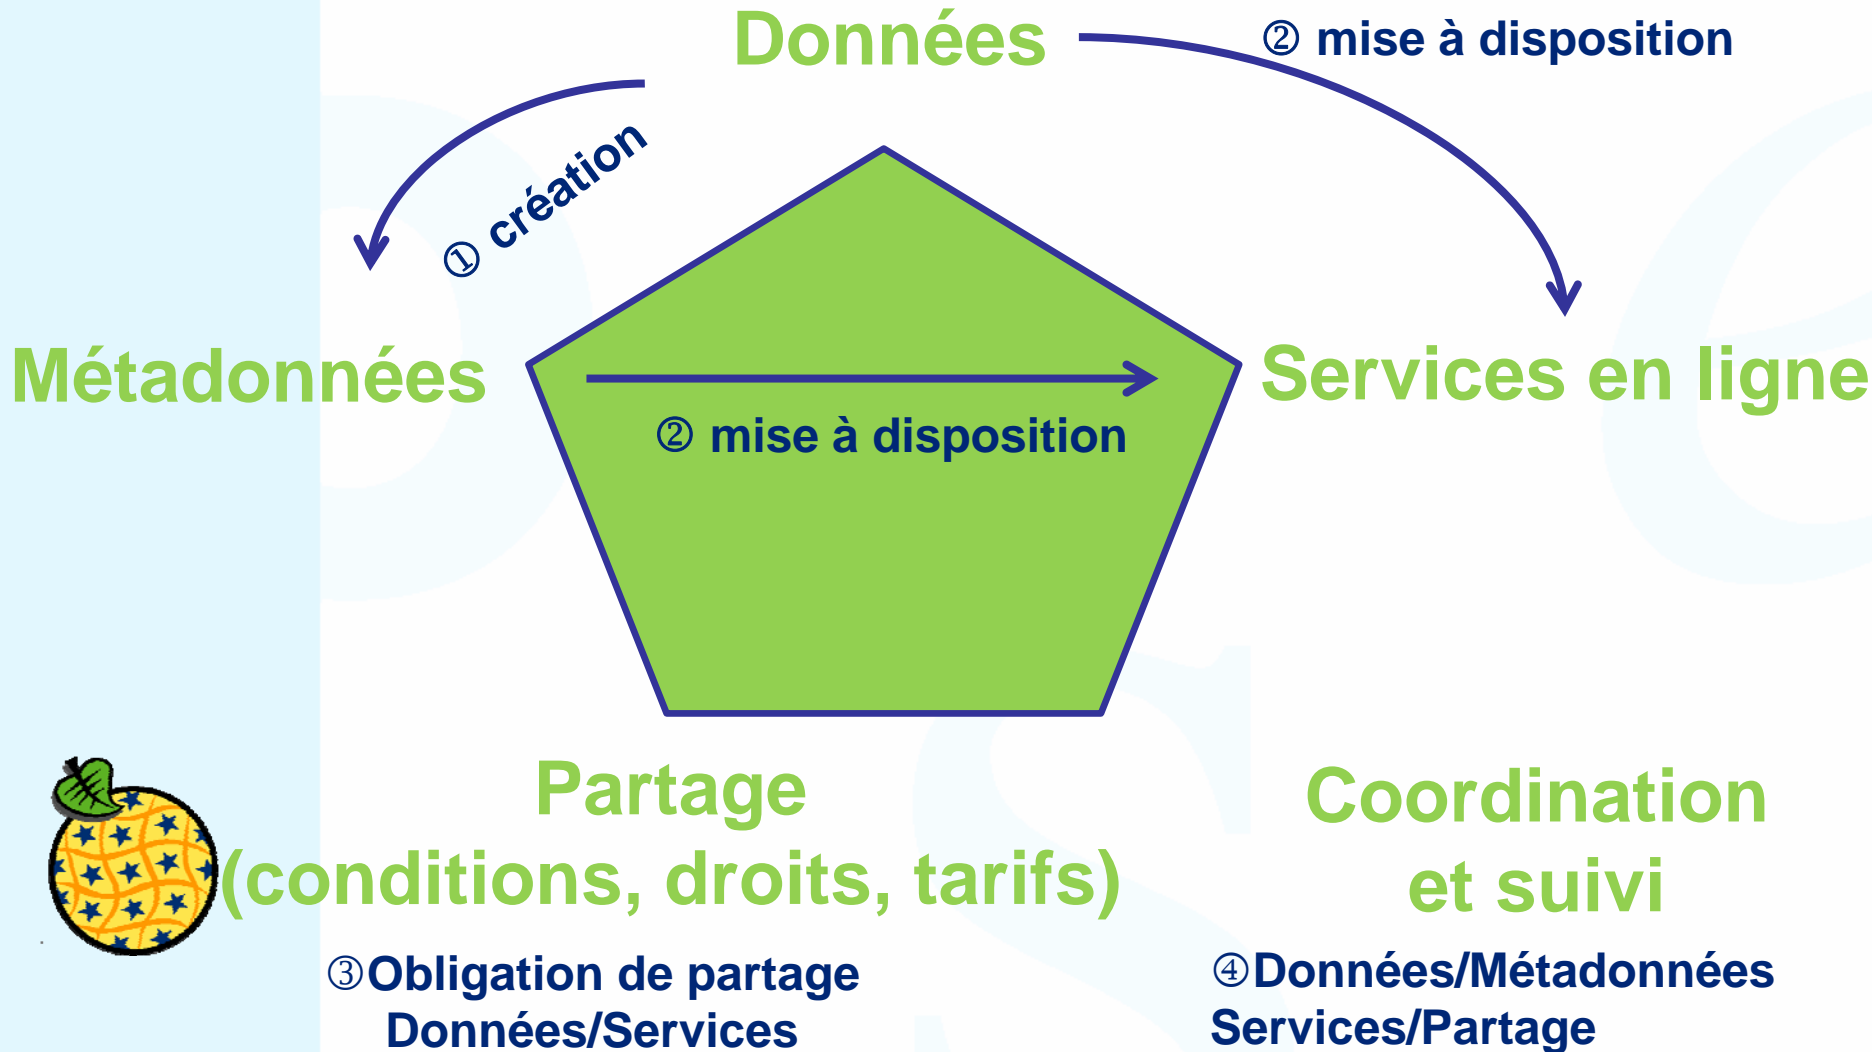 Données
② mise à disposition
① création
Métadonnées
Services en ligne
② mise à disposition
Partage
(conditions, droits, tarifs)
Coordination
et suivi
③Obligation de partage
Données/Services
④Données/Métadonnées
Services/Partage